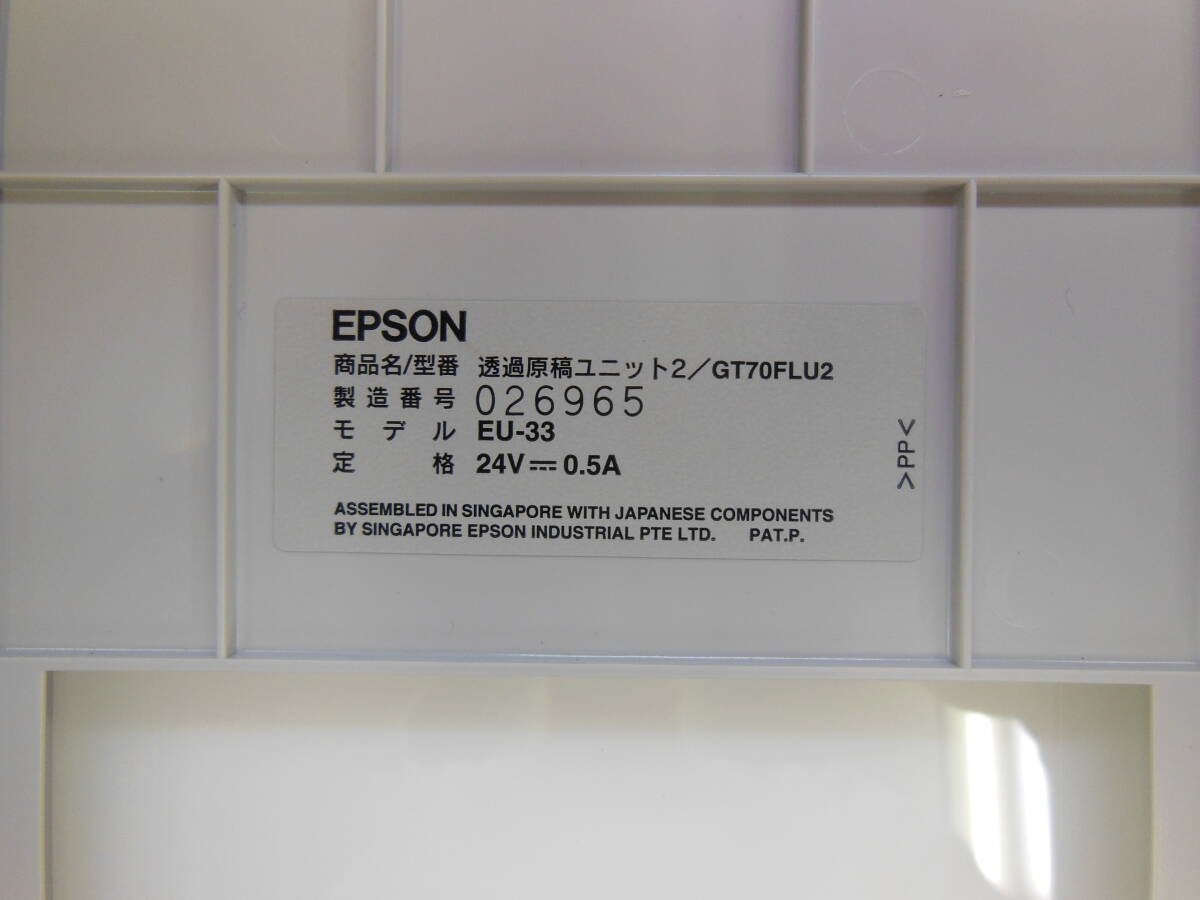 EPSON
商品名/型番 透過原稿ユニット2／GT70FLU2
製造番号 026965
モデル EU-33
定格 24V⎓0.5A
>PP<
ASSEMBLED IN SINGAPORE WITH JAPANESE COMPONENTS
BY SINGAPORE EPSON INDUSTRIAL PTE LTD. PAT.P.